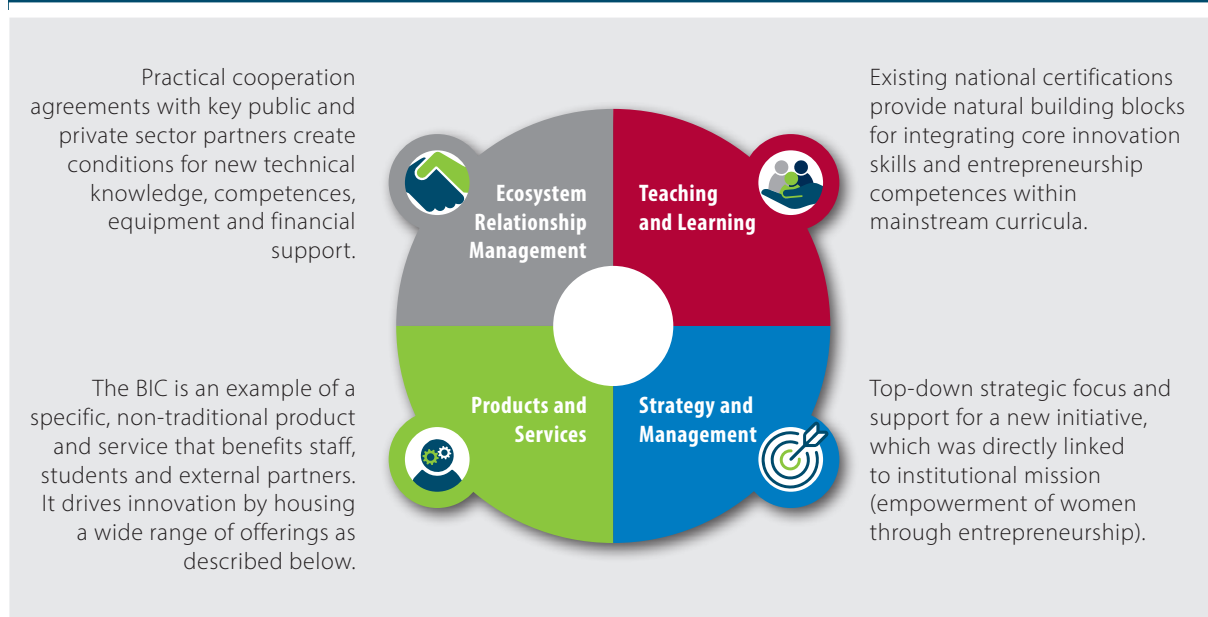 Practical cooperation
agreements with key public and
private sector partners create
conditions for new technical
knowledge, competences,
equipment and financial
support.
Existing national certifications
provide natural building blocks
for integrating core innovation
skills and entrepreneurship
competences within
mainstream curricula.
Ecosystem
Relationship
Management
Teaching
and Learning
Products and
Services
Strategy and
Management
The BIC is an example of a
specific, non-traditional product
and service that benefits staff,
students and external partners.
It drives innovation by housing
a wide range of offerings as
described below.
Top-down strategic focus and
support for a new initiative,
which was directly linked
to institutional mission
(empowerment of women
through entrepreneurship).